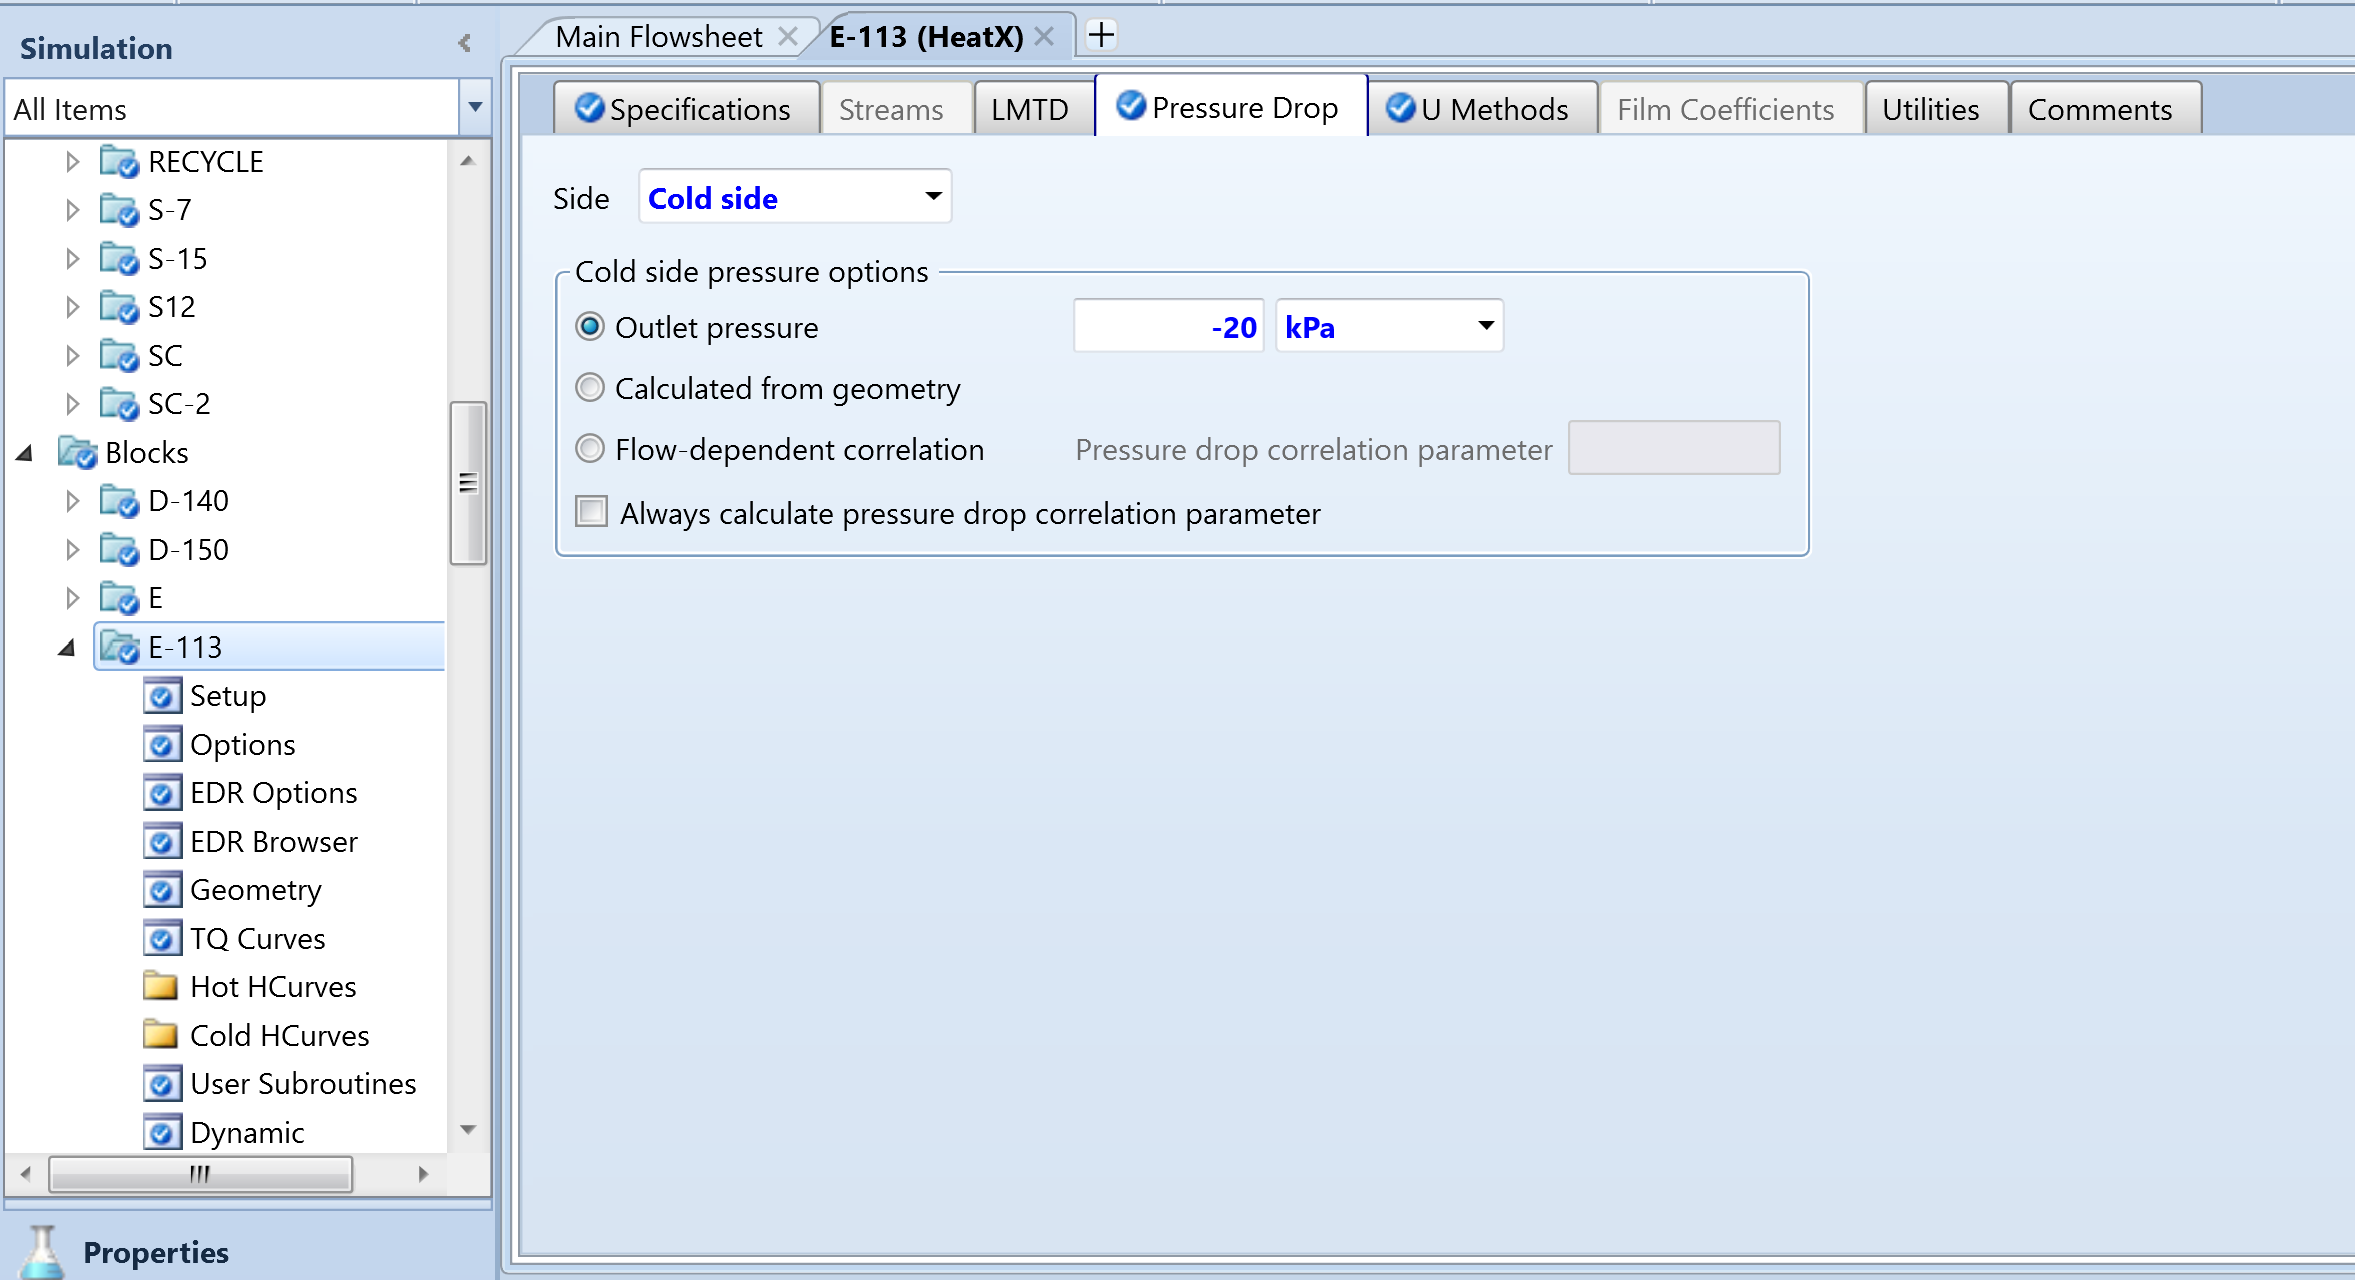 Simulation
All Items
RECYCLE
S-7
S-15
S12
SC
SC-2
Blocks
D-140
D-150
E
E-113
Setup
Options
EDR Options
EDR Browser
Geometry
TQ Curves
Hot HCurves
Cold HCurves
User Subroutines
Dynamic
Properties
Main Flowsheet
E-113 (HeatX)
Specifications
Streams
LMTD
Pressure Drop
U Methods
Film Coefficients
Utilities
Comments
Side
Cold side
Cold side pressure options
Outlet pressure
-20
kPa
Calculated from geometry
Flow-dependent correlation
Pressure drop correlation parameter
Always calculate pressure drop correlation parameter